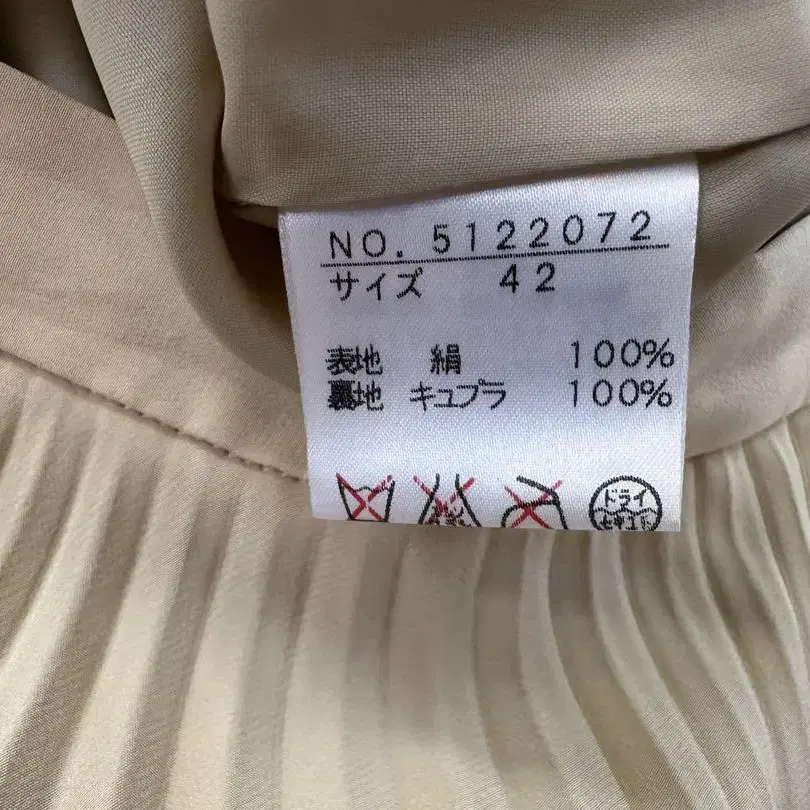 NO. 5122072
サイズ 42
表地 絹 100%
裏地 キュプラ 100%
ドライ